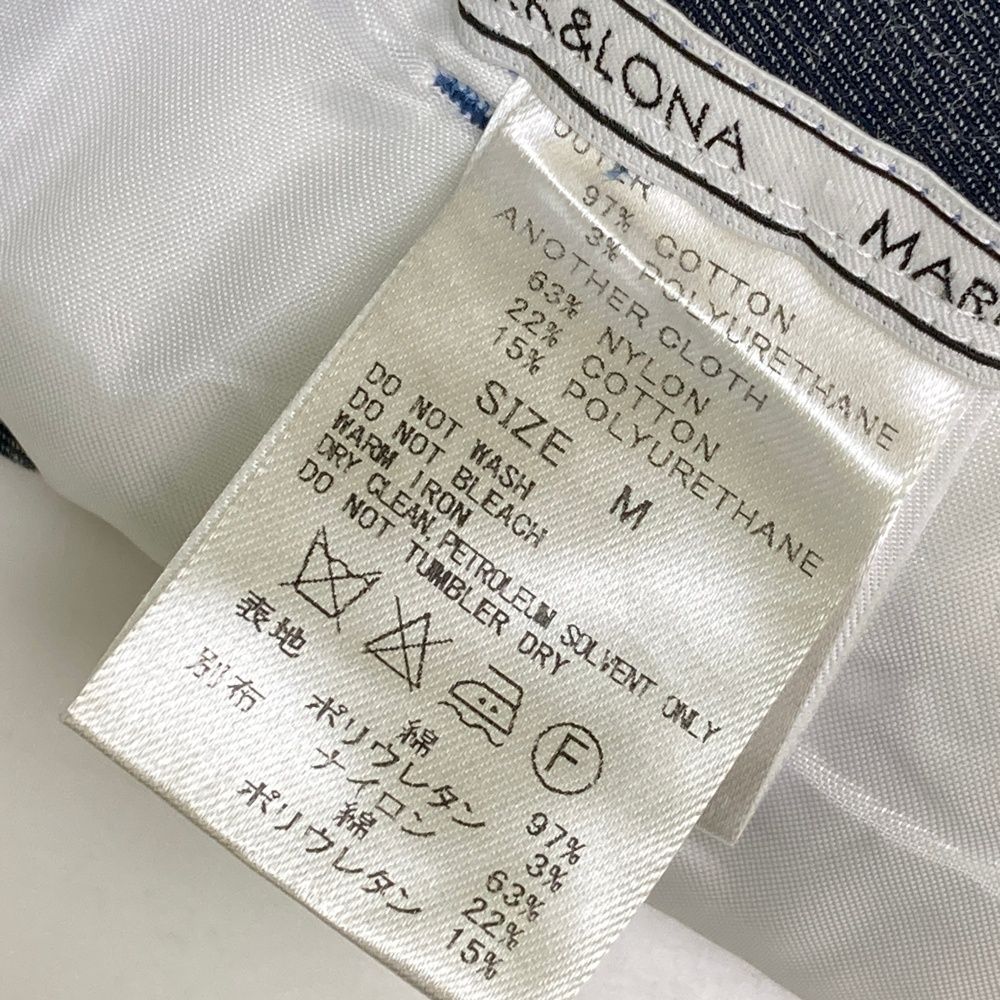 &LONA . . . MAR
OUTER
97% COTTON
3% POLYURETHANE
ANOTHER CLOTH
63% NYLON
22% COTTON
15% POLYURETHANE
SIZE M
DO NOT WASH
DO NOT BLEACH
WARM IRON
DRY CLEAN,PETROLEUM SOLVENT ONLY
DO NOT TUMBLER DRY
F
表地 綿 97%
ポリウレタン 3%
別布 ナイロン 63%
綿 22%
ポリウレタン 15%